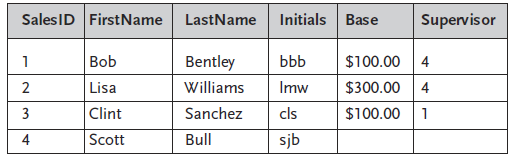 SalesID FirstName LastName Initials Base Supervisor
1 Bob Bentley bbb $100.00 4
2 Lisa Williams lmw $300.00 4
3 Clint Sanchez cls $100.00 1
4 Scott Bull sjb